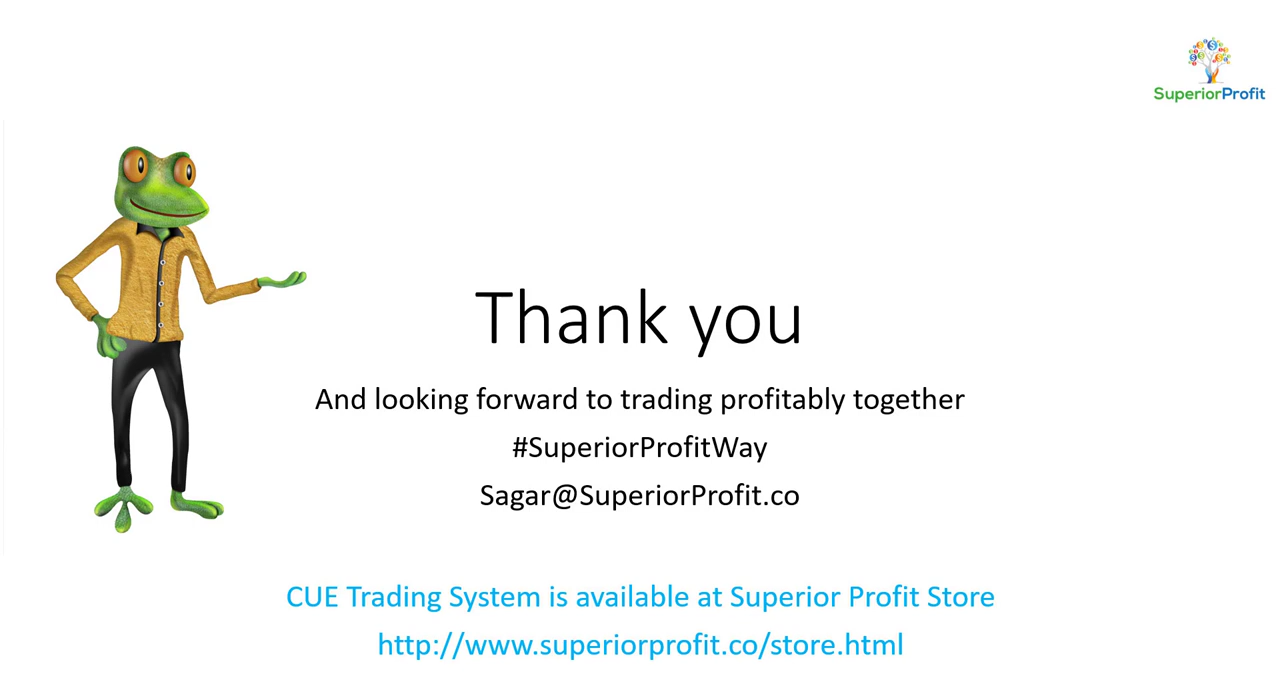 SuperiorProfit
Thank you
And looking forward to trading profitably together
#SuperiorProfitWay
Sagar@SuperiorProfit.co
CUE Trading System is available at Superior Profit Store
http://www.superiorprofit.co/store.html